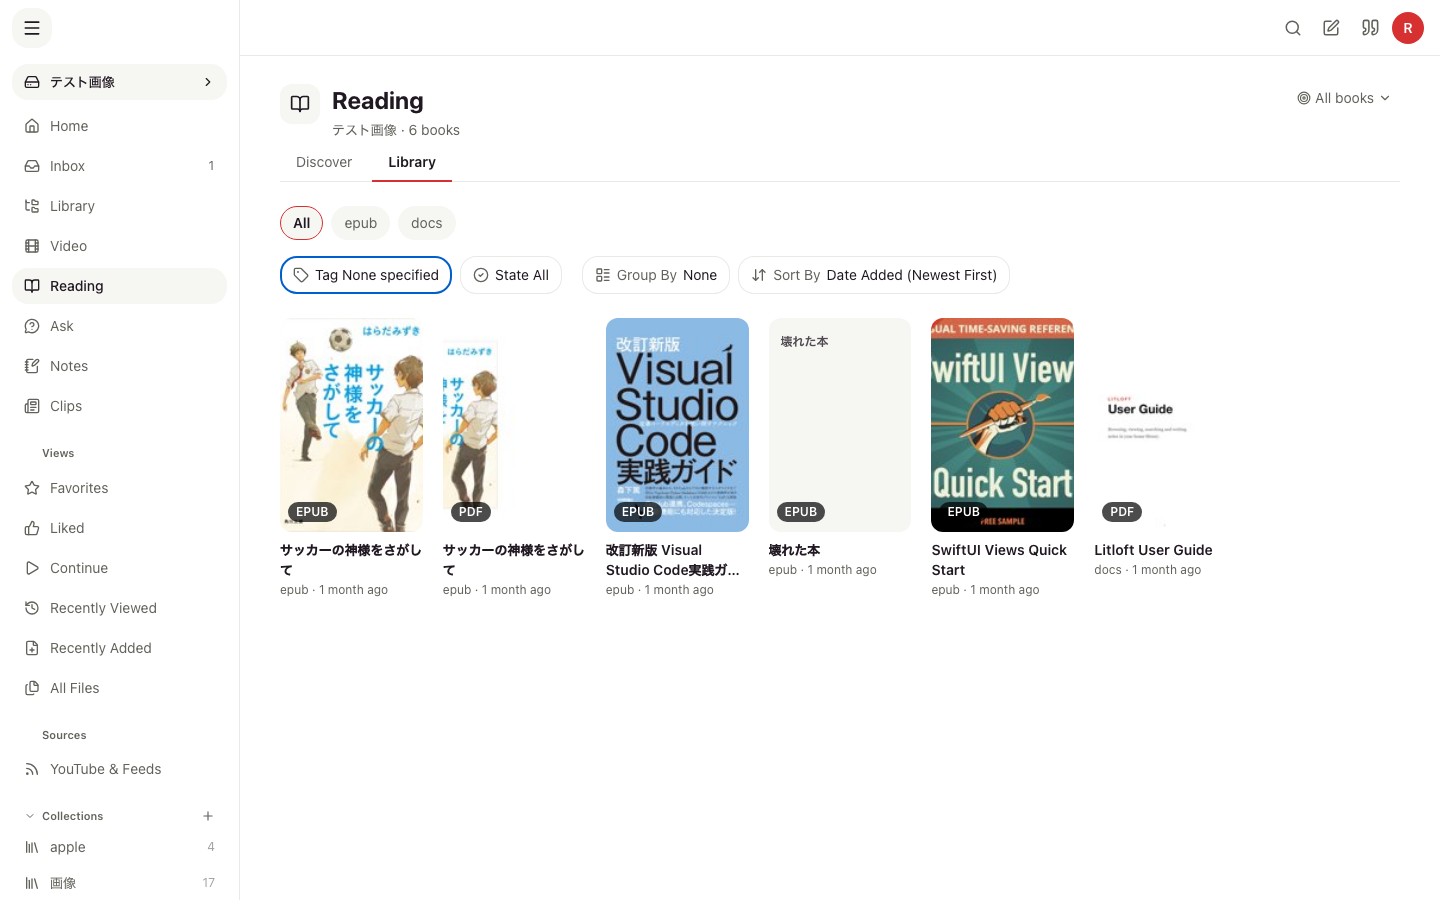 R
テスト画像
Home
Inbox 1
Library
Video
Reading
Ask
Notes
Clips
Views
Favorites
Liked
Continue
Recently Viewed
Recently Added
All Files
Sources
YouTube & Feeds
Collections
apple 4
画像 17
Reading
テスト画像 · 6 books
All books
Discover Library
All epub docs
Tag None specified State All Group By None Sort By Date Added (Newest First)
はらだみずき
サッカーの
神様を
さがして
EPUB
サッカーの神様をさがし
て
epub · 1 month ago
はらだみずき
サッカーの
PDF
サッカーの神様をさがし
て
epub · 1 month ago
改訂新版
Visual
Studio
Code
実践ガイド
森下篤
EPUB
改訂新版 Visual
Studio Code実践ガ...
epub · 1 month ago
壊れた本
EPUB
壊れた本
epub · 1 month ago
UAL TIME-SAVING REFEREN
wiftUI View
Quick Start
FREE SAMPLE
EPUB
SwiftUI Views Quick
Start
epub · 1 month ago
LITLOFT
User Guide
PDF
Litloft User Guide
docs · 1 month ago